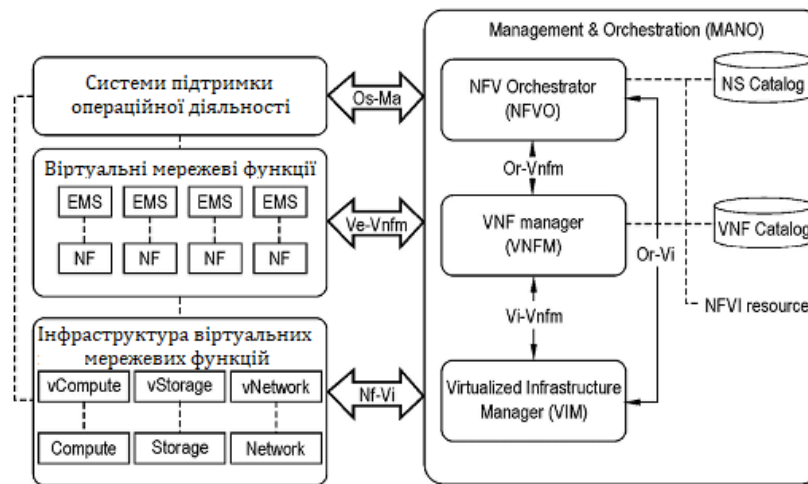 Management & Orchestration (MANO)
Системи підтримки
операційної діяльності
Os-Ma
NFV Orchestrator
(NFVO)
NS Catalog
Or-Vnfm
Віртуальні мережеві функції
EMS EMS EMS EMS
NF NF NF NF
Ve-Vnfm
VNF manager
(VNFM)
VNF Catalog
Or-Vi
NFVI resource
Vi-Vnfm
Інфраструктура віртуальних
мережевих функцій
vCompute vStorage vNetwork
Compute Storage Network
Nf-Vi
Virtualized Infrastructure
Manager (VIM)